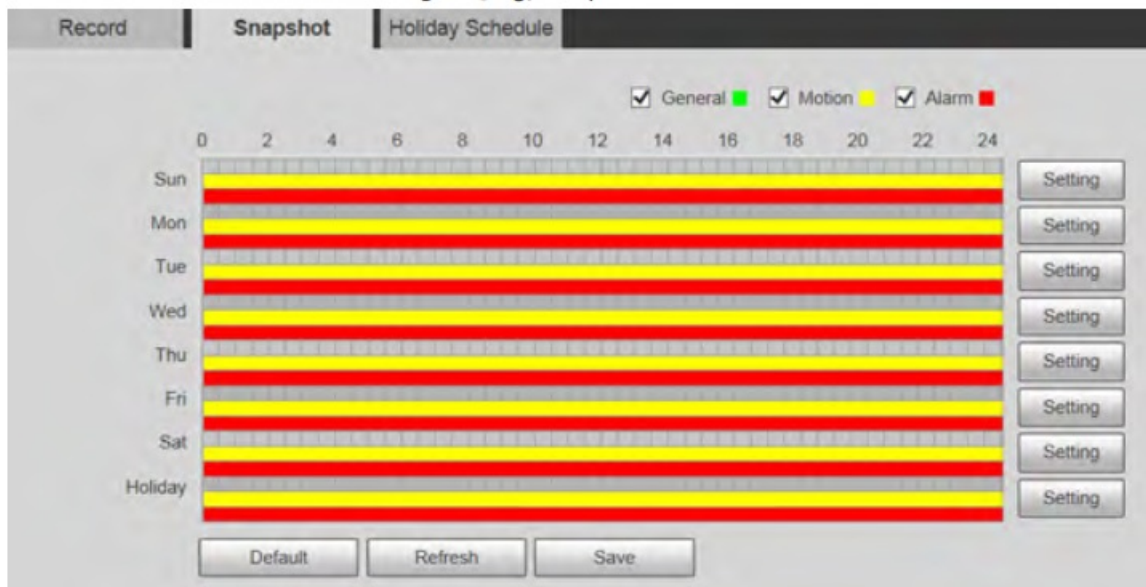 Record Snapshot Holiday Schedule
General Motion Alarm
0 2 4 6 8 10 12 14 16 18 20 22 24
Sun Setting
Mon Setting
Tue Setting
Wed Setting
Thu Setting
Fri Setting
Sat Setting
Holiday Setting
Default Refresh Save